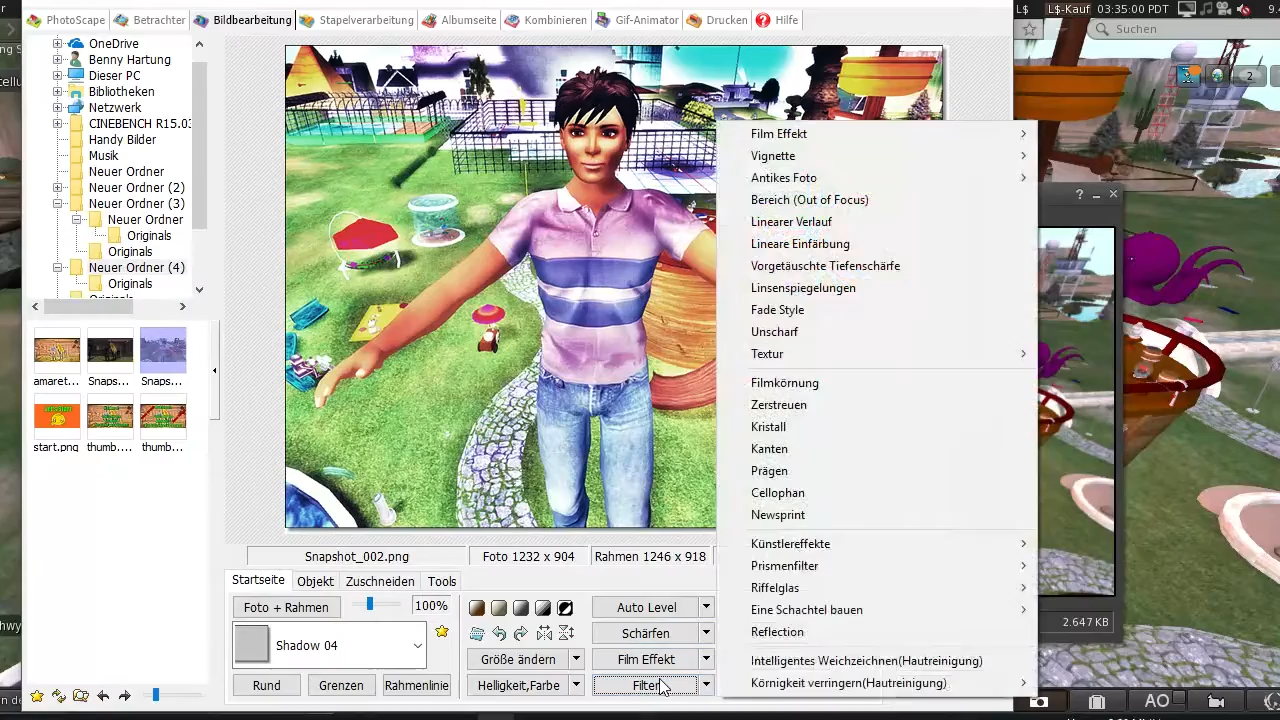 PhotoScape Betrachter Bildbearbeitung Stapelverarbeitung Albumseite Kombinieren Gif-Animator Drucken Hilfe
L$ L$-Kauf 03:35:00 PDT
Suchen
2
OneDrive
Benny Hartung
Dieser PC
Bibliotheken
Netzwerk
CINEBEICH R15.03
Handy Bilder
Musik
Neuer Ordner
Neuer Ordner (2)
Neuer Ordner (3)
Neuer Ordner
Originals
Originals
Neuer Ordner (4)
Originals
amaret... Snaps... Snaps...
start.png thumb.... thumb...
Film Effekt
Vignette
Antikes Foto
Bereich (Out of Focus)
Linearer Verlauf
Lineare Einfärbung
Vorgetäuschte Tiefenschärfe
Linsenspiegelungen
Fade Style
Unscharf
Textur
Filmkörnung
Zerstreuen
Kristall
Kanten
Prägen
Cellophan
Newsprint
Künstlereffekte
Prismenfilter
Riffelglas
Eine Schachtel bauen
Reflection
Intelligentes Weichzeichnen(Hautreinigung)
Körnigkeit verringern(Hautreinigung)
Snapshot_002.png Foto 1232 x 904 Rahmen 1246 x 918
Startseite Objekt Zuschneiden Tools
Foto + Rahmen 100%
Shadow 04
Rund Grenzen Rahmenlinie
Auto Level
Schärfen
Größe ändern Film Effekt
Helligkeit,Farbe Filter
2.647 KB
AO